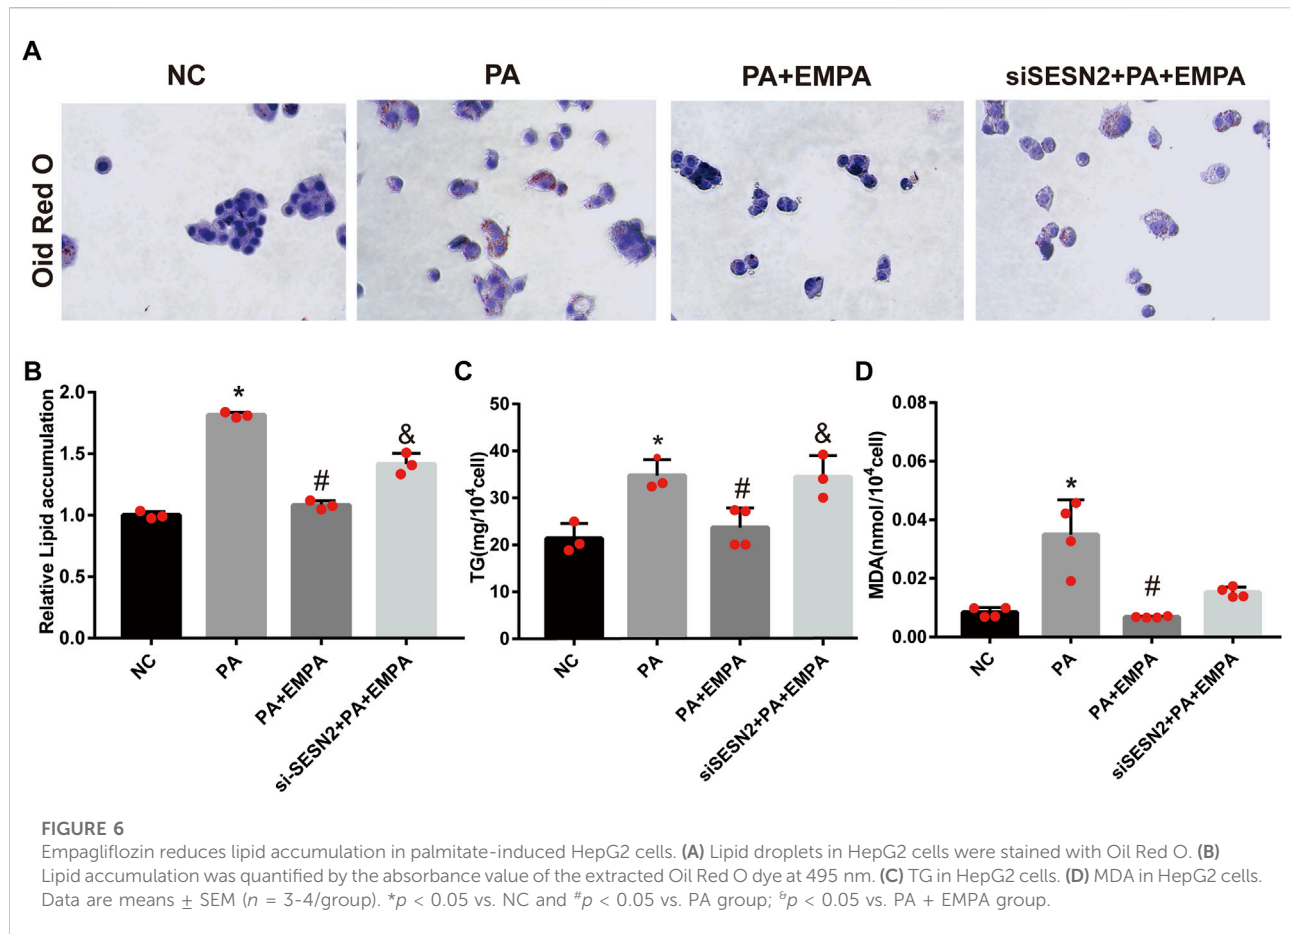 A
NC
PA
PA+EMPA
siSESN2+PA+EMPA
Oid Red O
B
Relative Lipid accumulation
2.0
1.5
1.0
0.5
0.0
*
#
&
NC
PA
PA+EMPA
si-SESN2+PA+EMPA
C
TG(mg/10⁴cell)
50
40
30
20
10
0
*
#
&
NC
PA
PA+EMPA
siSESN2+PA+EMPA
D
MDA(nmol/10⁴cell)
0.08
0.06
0.04
0.02
0.00
*
#
NC
PA
PA+EMPA
siSESN2+PA+EMPA
FIGURE 6
Empagliflozin reduces lipid accumulation in palmitate-induced HepG2 cells. (A) Lipid droplets in HepG2 cells were stained with Oil Red O. (B)
Lipid accumulation was quantified by the absorbance value of the extracted Oil Red O dye at 495 nm. (C) TG in HepG2 cells. (D) MDA in HepG2 cells.
Data are means ± SEM (n = 3-4/group). *p < 0.05 vs. NC and #p < 0.05 vs. PA group; &p < 0.05 vs. PA + EMPA group.